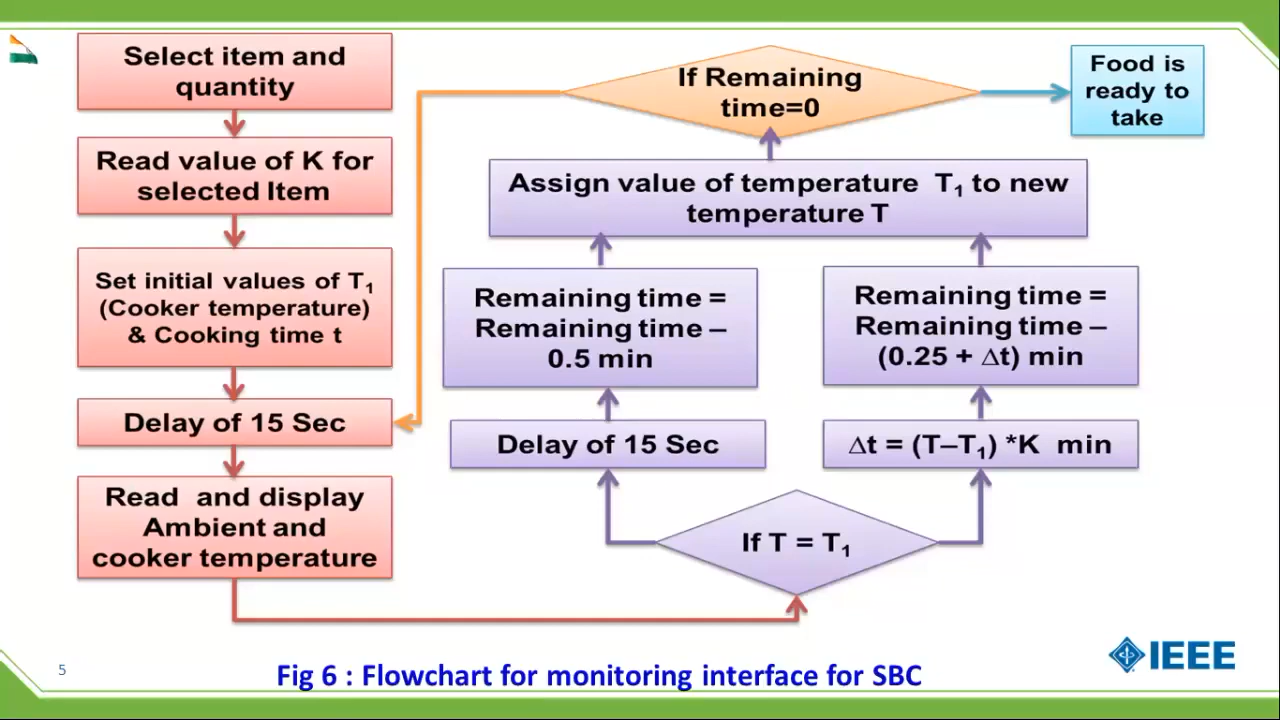 Select item and
quantity
Read value of K for
selected Item
Set initial values of T₁
(Cooker temperature)
& Cooking time t
Delay of 15 Sec
Read and display
Ambient and
cooker temperature
If T = T₁
Delay of 15 Sec
Remaining time =
Remaining time –
0.5 min
∆t = (T–T₁) *K min
Remaining time =
Remaining time –
(0.25 + ∆t) min
Assign value of temperature T₁ to new
temperature T
If Remaining
time=0
Food is
ready to
take
5
Fig 6 : Flowchart for monitoring interface for SBC
IEEE